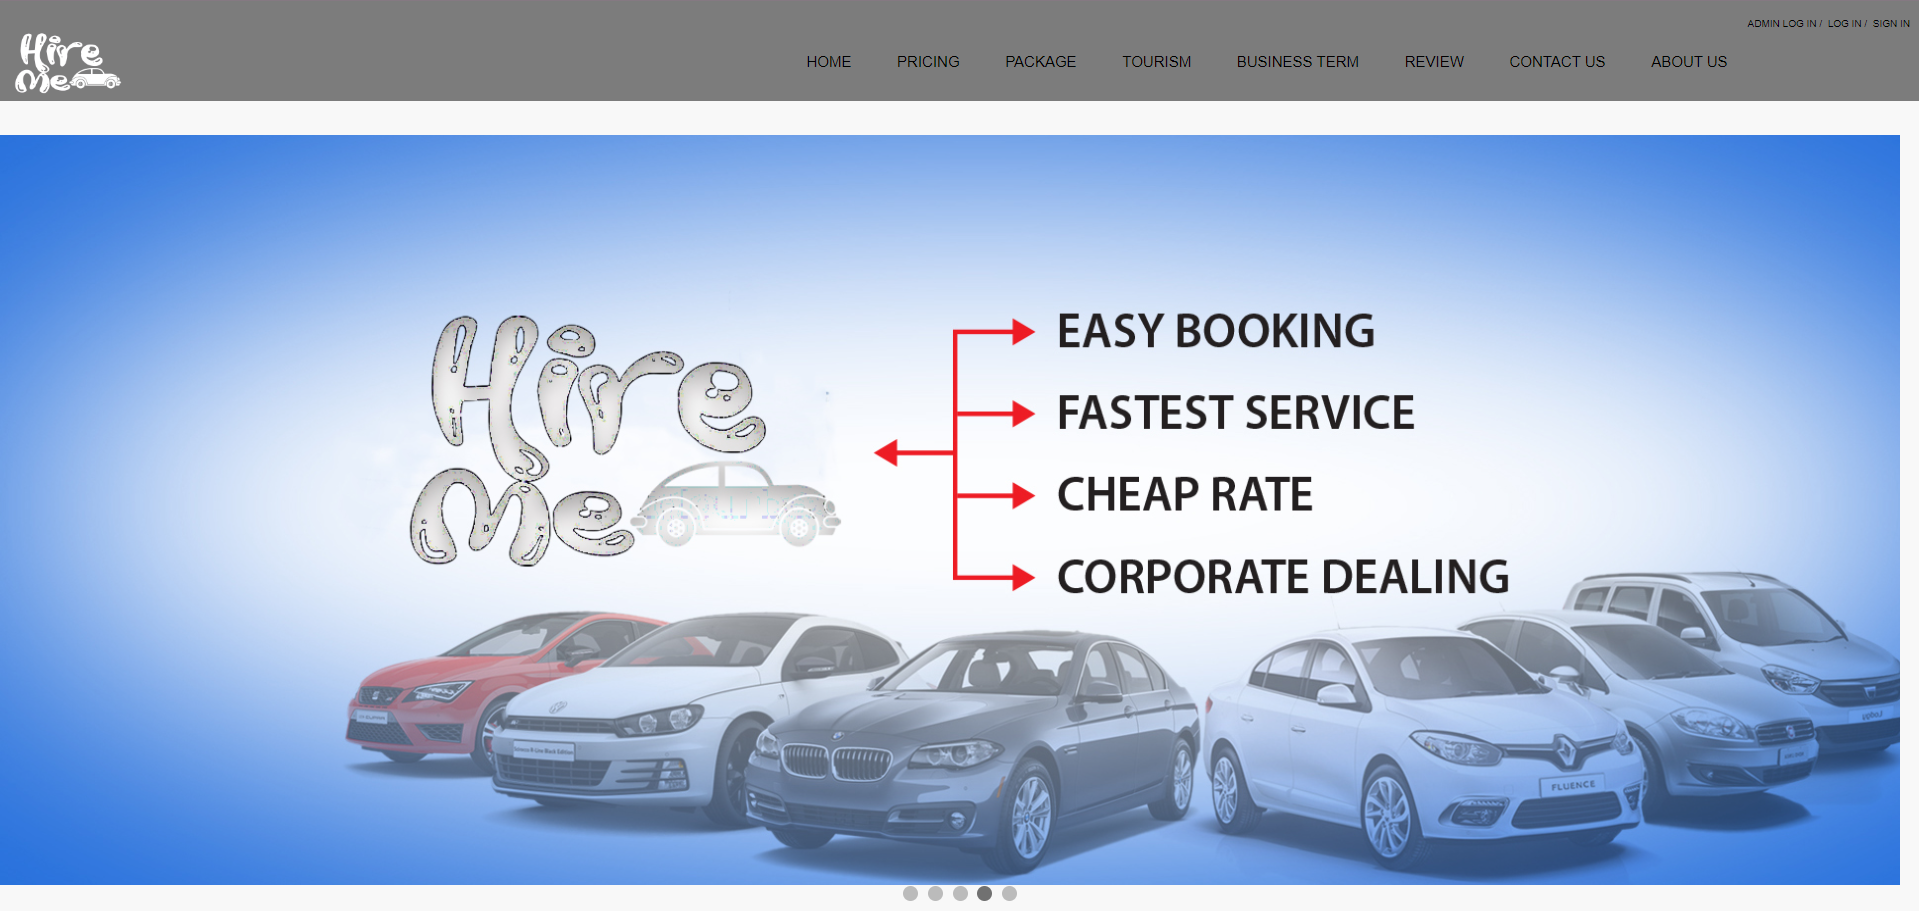 ADMIN LOG IN / LOG IN / SIGN IN
Hire
Me
HOME PRICING PACKAGE TOURISM BUSINESS TERM REVIEW CONTACT US ABOUT US
Hire
Me
EASY BOOKING
FASTEST SERVICE
CHEAP RATE
CORPORATE DEALING
FLUENCE